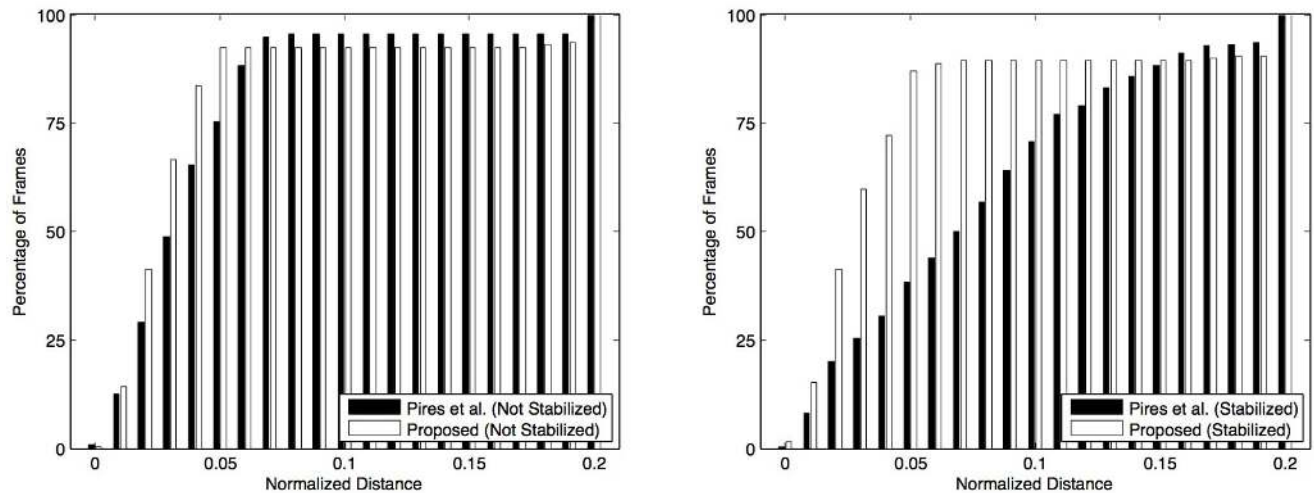 100
75
50
25
0
Percentage of Frames
0
0.05
0.1
0.15
0.2
Normalized Distance
Pires et al. (Not Stabilized)
Proposed (Not Stabilized)
100
75
50
25
0
Percentage of Frames
0
0.05
0.1
0.15
0.2
Normalized Distance
Pires et al. (Stabilized)
Proposed (Stabilized)